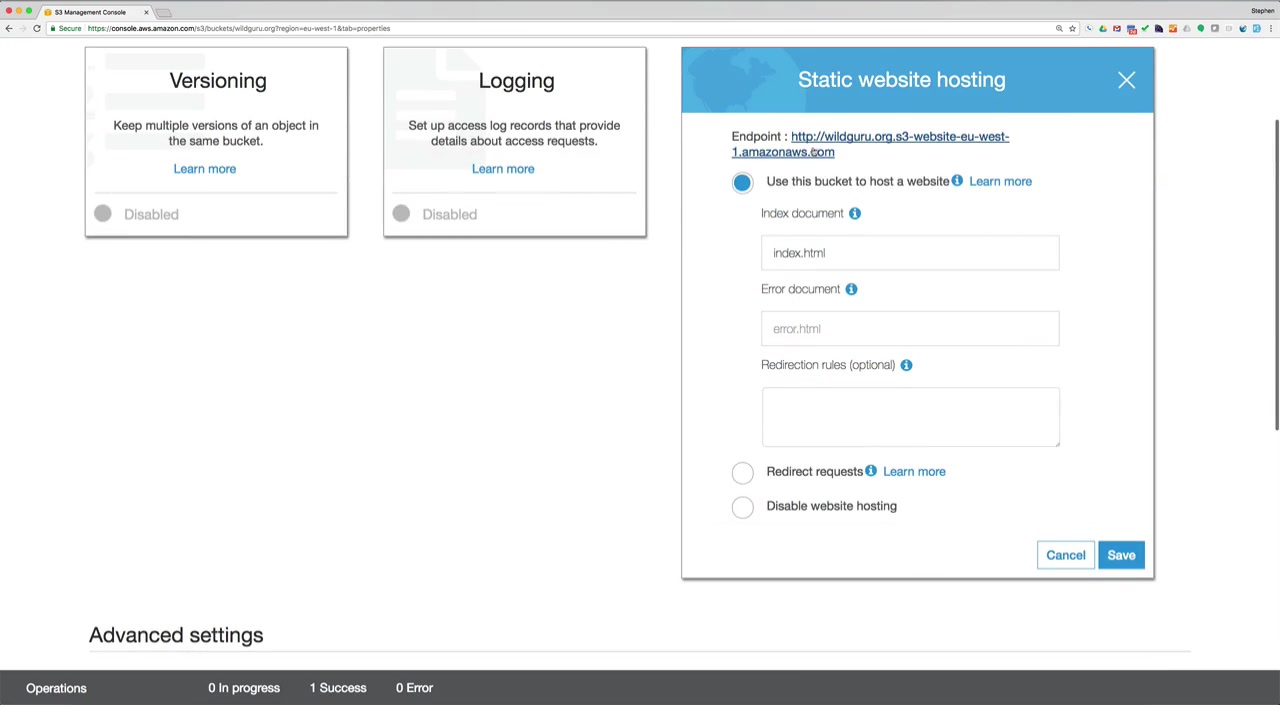 S3 Management Console
Stephen
Secure
https://console.aws.amazon.com/s3/buckets/wildguru.org?region=eu-west-1&tab=properties
Versioning
Keep multiple versions of an object in
the same bucket.
Learn more
Disabled
Logging
Set up access log records that provide
details about access requests.
Learn more
Disabled
Static website hosting
Endpoint : http://wildguru.org.s3-website-eu-west-
1.amazonaws.com
Use this bucket to host a website Learn more
Index document
index.html
Error document
error.html
Redirection rules (optional)
Redirect requests Learn more
Disable website hosting
Cancel
Save
Advanced settings
Operations
0 In progress
1 Success
0 Error